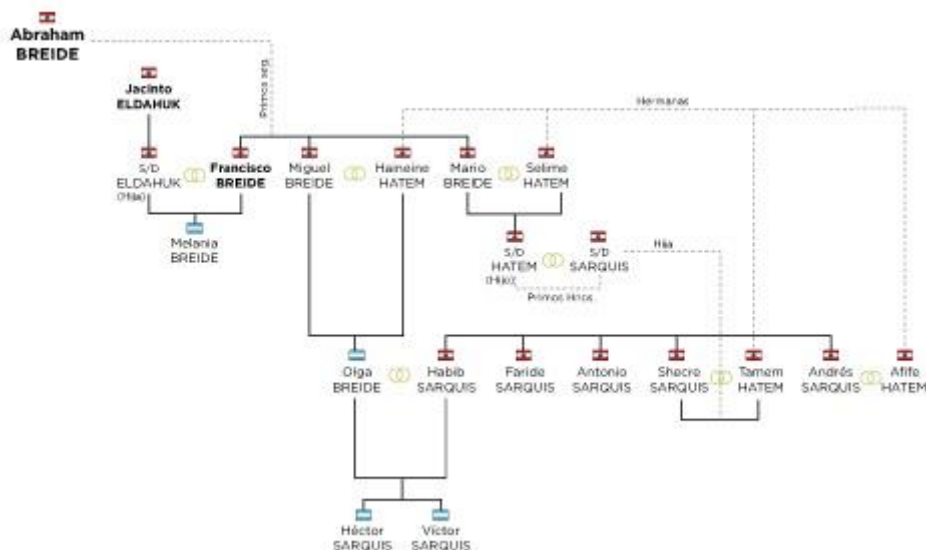 Abraham
BREIDE
Primos seg.
Jacinto
ELDAHUK
Hermanas
S/D
ELDAHUK
(Hija)
Francisco
BREIDE
Miguel
BREIDE
Hameine
HATEM
Mario
BREIDE
Selime
HATEM
Melania
BREIDE
S/D
HATEM
(Hijo)
S/D
SARQUIS
Hija
Primos Hnos.
Olga
BREIDE
Habib
SARQUIS
Faride
SARQUIS
Antonio
SARQUIS
Shecre
SARQUIS
Tamem
HATEM
Andrés
SARQUIS
Afife
HATEM
Héctor
SARQUIS
Víctor
SARQUIS